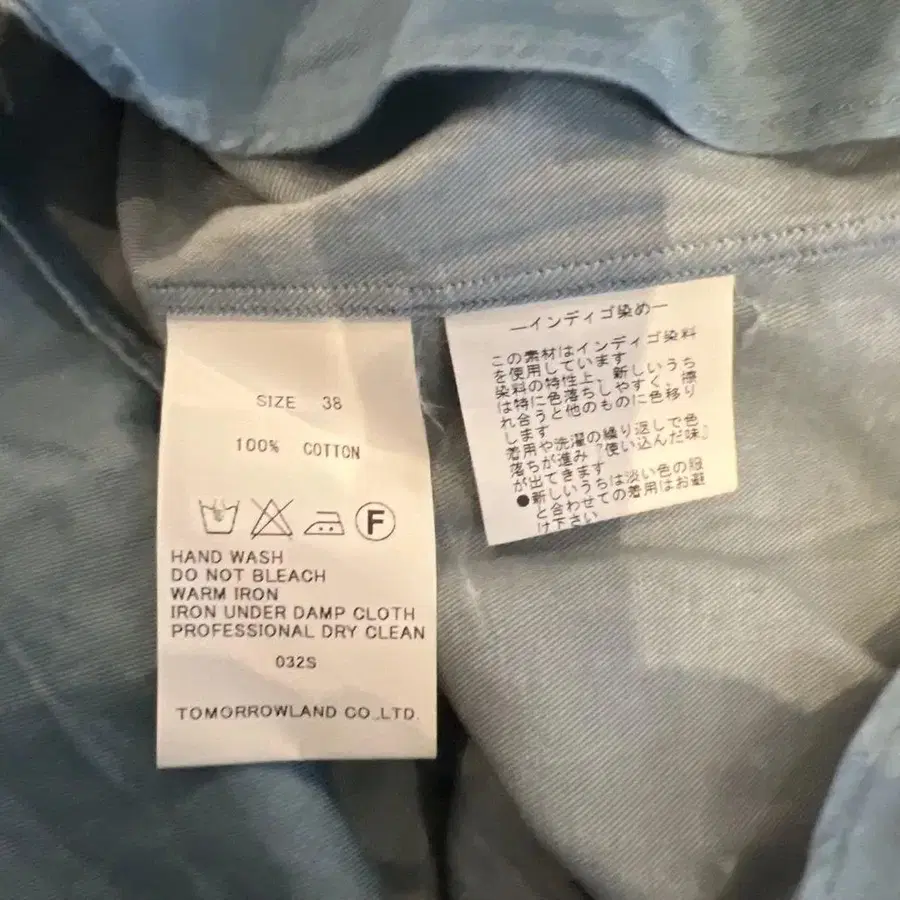 SIZE 38
100% COTTON
F
HAND WASH
DO NOT BLEACH
WARM IRON
IRON UNDER DAMP CLOTH
PROFESSIONAL DRY CLEAN
032S
TOMORROWLAND CO.,LTD.
―インディゴ染め―
この素材はインディゴ染料
を使用しています
染料の特性上、新しいうち
は特に色落ちしやすく、擦
れ合うと他のものに色移り
します
着用や洗濯の繰り返しで色
落ちが進み『使い込んだ味』
が出てきます
●新しいうちは淡い色の服
と合わせての着用はお避
け下さい